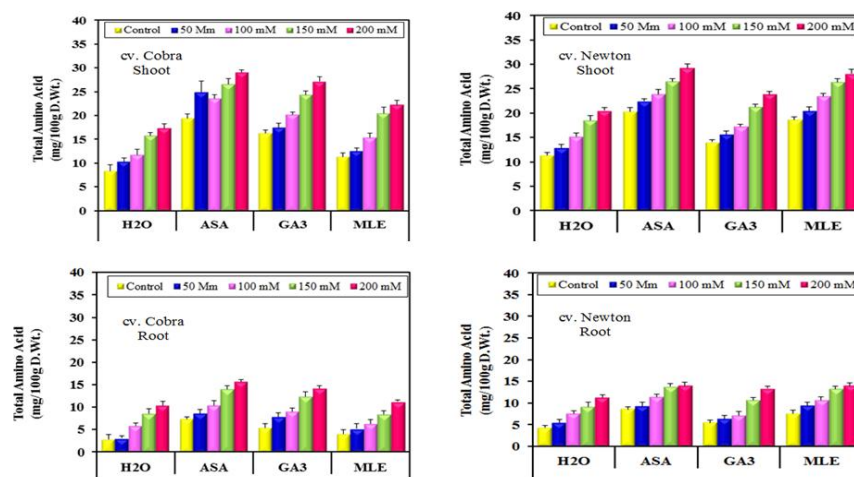 Total Amino Acid
(mg/100g D.Wt.)
40
35
30
25
20
15
10
5
0
Control 50 Mm 100 mM 150 mM 200 mM
cv. Cobra
Shoot
H2O ASA GA3 MLE
Total Amino Acid
(mg/100g D.Wt.)
40
35
30
25
20
15
10
5
0
Control 50 Mm 100 mM 150 mM 200 mM
cv. Newton
Shoot
H2O ASA GA3 MLE
Total Amino Acid
(mg/100g D.Wt.)
40
35
30
25
20
15
10
5
0
Control 50 Mm 100 mM 150 mM 200 mM
cv. Cobra
Root
H2O ASA GA3 MLE
Total Amino Acid
(mg/100g D.Wt.)
40
35
30
25
20
15
10
5
0
Control 50 Mm 100 mM 150 mM 200 mM
cv. Newton
Root
H2O ASA GA3 MLE